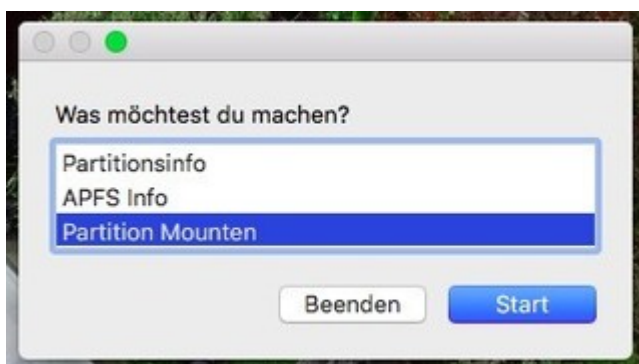 Was möchtest du machen?
Partitionsinfo
APFS Info
Partition Mounten
Beenden
Start